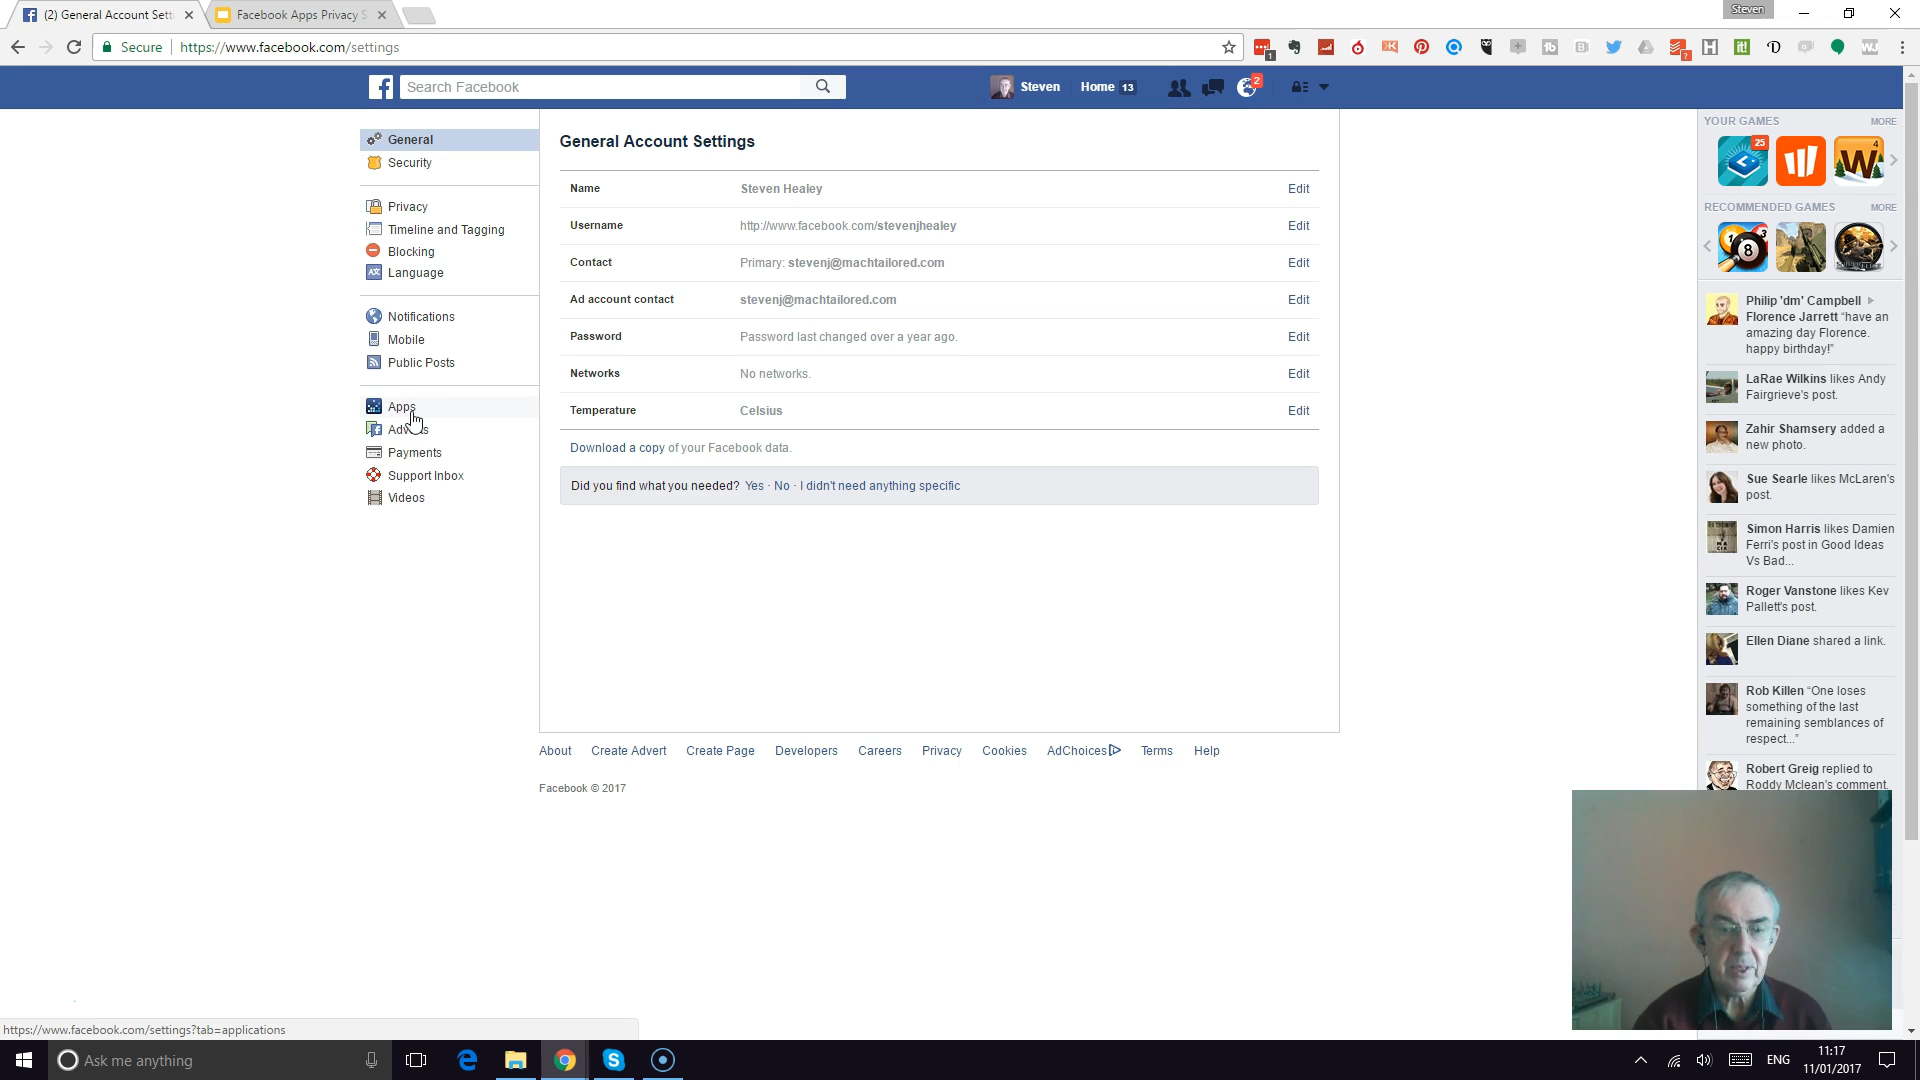 (2) General Account Sett
Facebook Apps Privacy S
Steven
Secure
https://www.facebook.com/settings
Search Facebook
Steven
Home 13
2
General
Security
Privacy
Timeline and Tagging
Blocking
Language
Notifications
Mobile
Public Posts
Apps
Adverts
Payments
Support Inbox
Videos
General Account Settings
Name Steven Healey Edit
Username http://www.facebook.com/stevenjhealey Edit
Contact Primary: stevenj@machtailored.com Edit
Ad account contact stevenj@machtailored.com Edit
Password Password last changed over a year ago. Edit
Networks No networks. Edit
Temperature Celsius Edit
Download a copy of your Facebook data.
Did you find what you needed? Yes · No · I didn't need anything specific
About Create Advert Create Page Developers Careers Privacy Cookies AdChoices Terms Help
Facebook © 2017
YOUR GAMES MORE
25
W
4
RECOMMENDED GAMES MORE
8
Philip 'dm' Campbell
Florence Jarrett “have an
amazing day Florence.
happy birthday!”
LaRae Wilkins likes Andy
Fairgrieve's post.
Zahir Shamsery added a
new photo.
Sue Searle likes McLaren's
post.
Simon Harris likes Damien
Ferri's post in Good Ideas
Vs Bad...
Roger Vanstone likes Kev
Pallett's post.
Ellen Diane shared a link.
Rob Killen “One loses
something of the last
remaining semblances of
respect...”
Robert Greig replied to
Roddy Mclean's comment.
https://www.facebook.com/settings?tab=applications
Ask me anything
ENG
11:17
11/01/2017